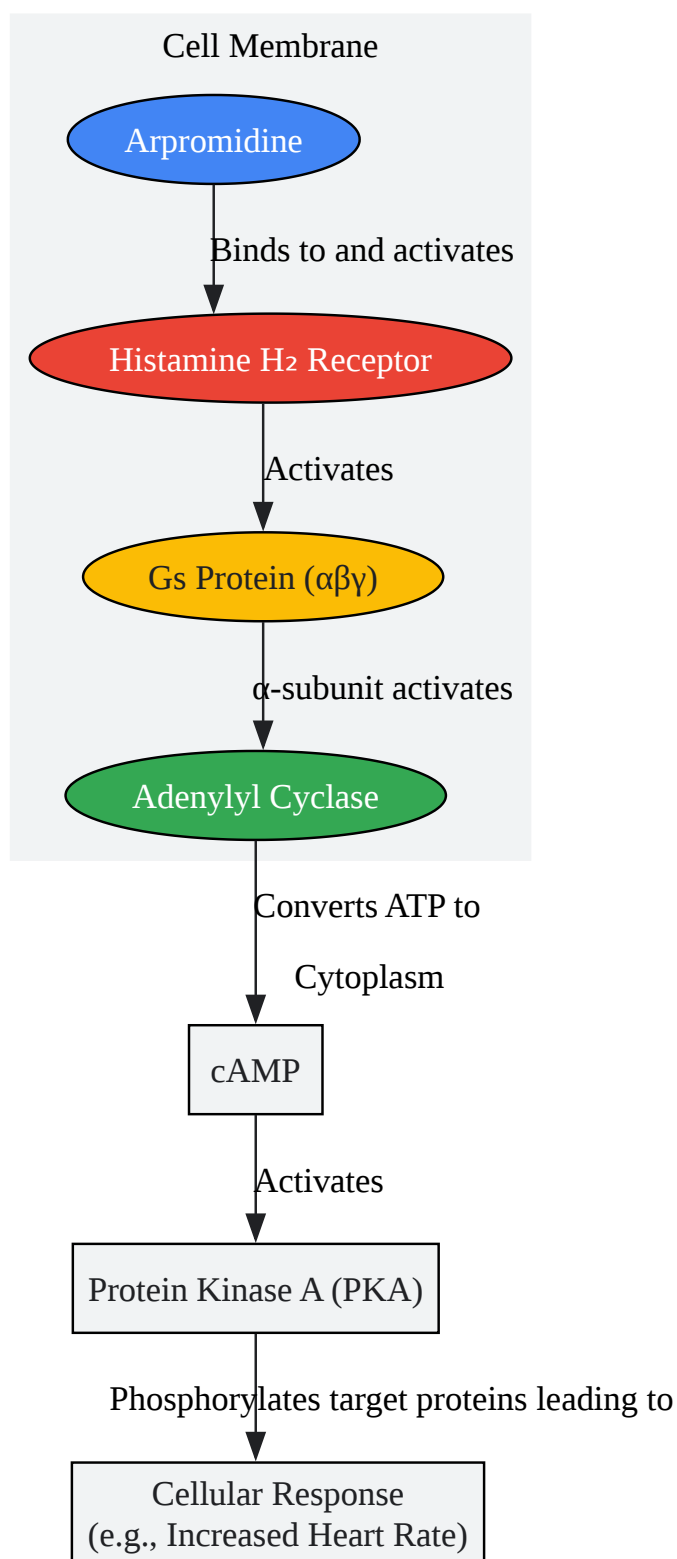 Cell Membrane
Arpromidine
Binds to and activates
Histamine H₂ Receptor
Activates
Gs Protein (αβγ)
α-subunit activates
Adenylyl Cyclase
Converts ATP to
Cytoplasm
cAMP
Activates
Protein Kinase A (PKA)
Phosphorylates target proteins leading to
Cellular Response
(e.g., Increased Heart Rate)